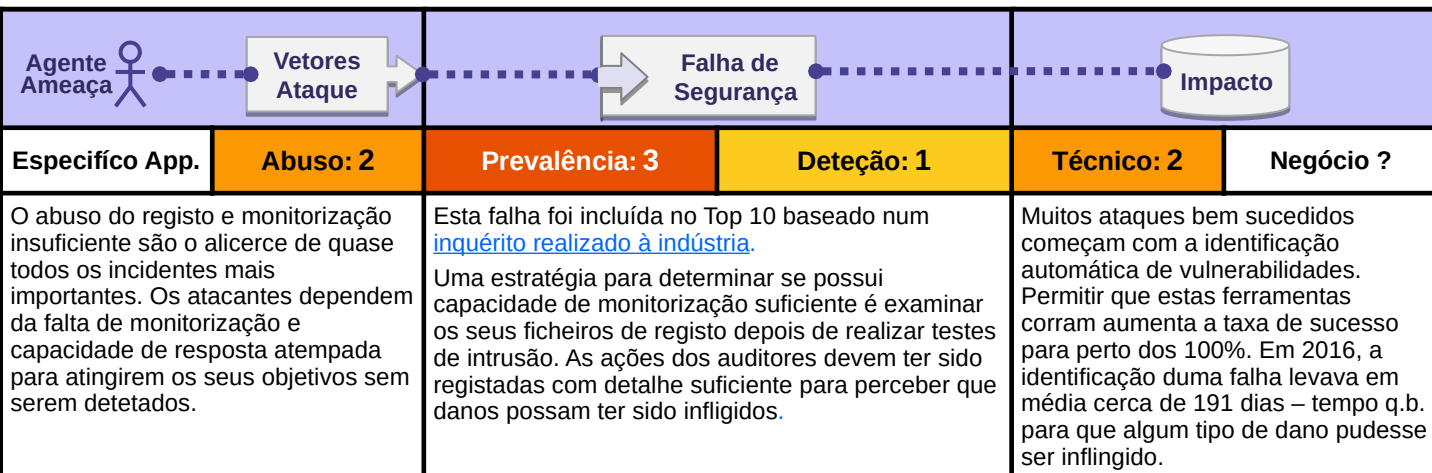 Agente
Ameaça
Vetores
Ataque
Falha de
Segurança
Impacto
Especifíco App.
Abuso: 2
Prevalência: 3
Deteção: 1
Técnico: 2
Negócio ?
O abuso do registo e monitorização
insuficiente são o alicerce de quase
todos os incidentes mais
importantes. Os atacantes dependem
da falta de monitorização e
capacidade de resposta atempada
para atingirem os seus objetivos sem
serem detetados.
Esta falha foi incluída no Top 10 baseado num
inquérito realizado à indústria.
Uma estratégia para determinar se possui
capacidade de monitorização suficiente é examinar
os seus ficheiros de registo depois de realizar testes
de intrusão. As ações dos auditores devem ter sido
registadas com detalhe suficiente para perceber que
danos possam ter sido infligidos.
Muitos ataques bem sucedidos
começam com a identificação
automática de vulnerabilidades.
Permitir que estas ferramentas
corram aumenta a taxa de sucesso
para perto dos 100%. Em 2016, a
identificação duma falha levava em
média cerca de 191 dias – tempo q.b.
para que algum tipo de dano pudesse
ser inflingido.